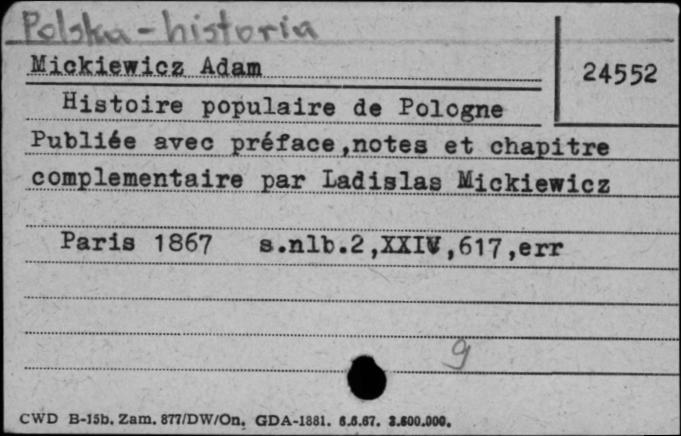 Polska - historia
Mickiewicz Adam
24552
Histoire populaire de Pologne
Publiée avec préface,notes et chapitre
complementaire par Ladislas Mickiewicz
Paris 1867 s.nlb.2,XXIV,617,err
9
CWD B-15b. Zam. 877/DW/On. GDA-1881. 6.6.67. 3.600.000.